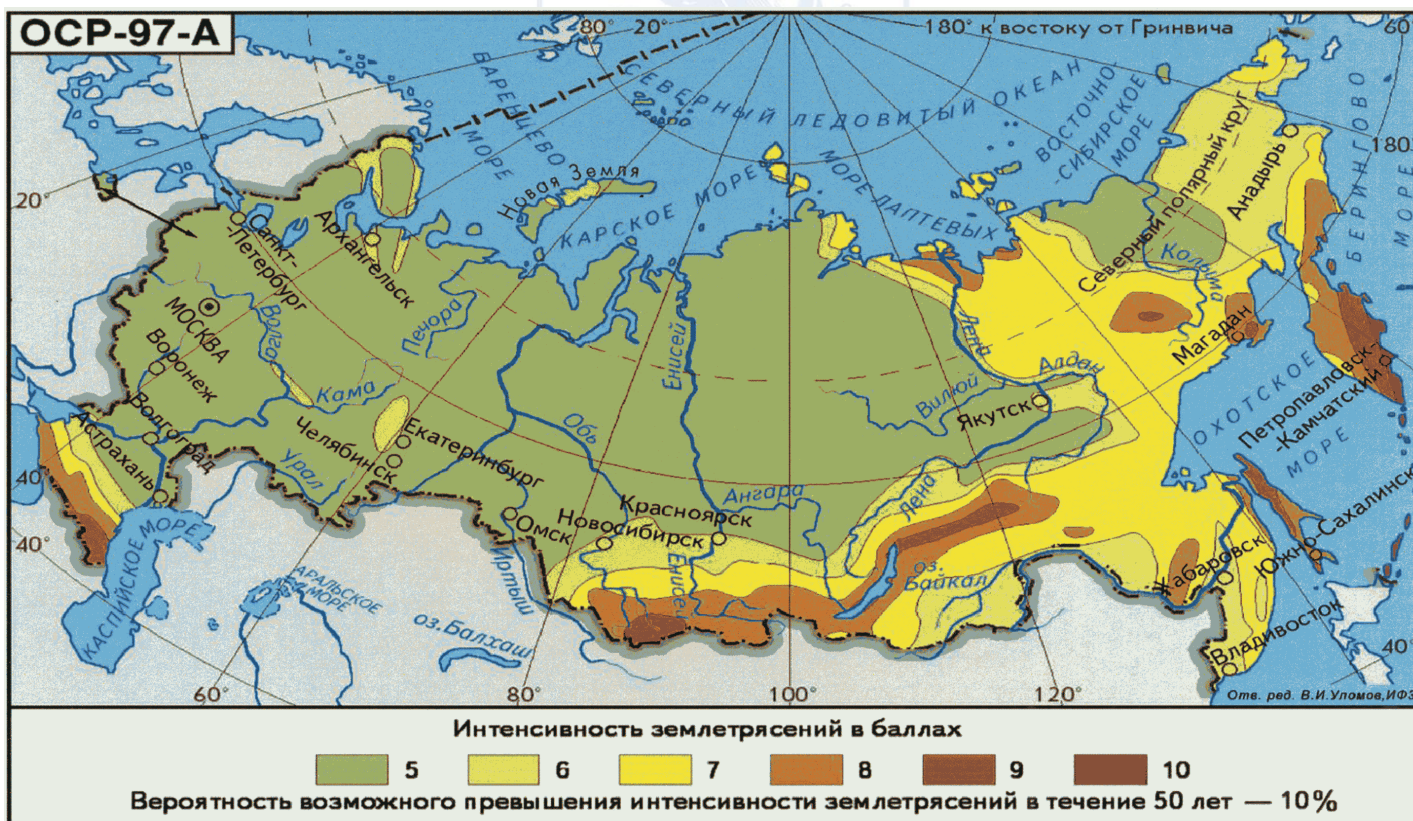 ОСР-97-А
80° 20°
180° к востоку от Гринвича
60°
БАРЕНЦЕВО
МОРЕ
СЕВЕРНЫЙ ЛЕДОВИТЫЙ ОКЕАН
ВОСТОЧНО-
-СИБИРСКОЕ
МОРЕ
БЕРИНГОВО
МОРЕ
180°
20°
Новая Земля
КАРСКОЕ МОРЕ
МОРЕ ЛАПТЕВЫХ
Северный полярный круг
Анадырь
Санкт-
-Петербург
Архангельск
Колыма
МОСКВА
Волга
Печора
Енисей
Лена
Магадан
Воронеж
Кама
Обь
Вилюй
Алдан
Якутск
ОХОТСКОЕ
МОРЕ
Петропавловск-
-Камчатский
Волгоград
Астрахань
Челябинск
Екатеринбург
Урал
40°
Ангара
Лена
Красноярск
Новосибирск
Омск
Иртыш
Енисей
оз.
Байкал
Хабаровск
Южно-Сахалинск
40°
КАСПИЙСКОЕ МОРЕ
АРАЛЬСКОЕ
МОРЕ
оз.Балхаш
Владивосток
40°
60°
80°
100°
120°
Отв. ред. В.И.Уломов,ИФЗ
Интенсивность землетрясений в баллах
5 6 7 8 9 10
Вероятность возможного превышения интенсивности землетрясений в течение 50 лет — 10%